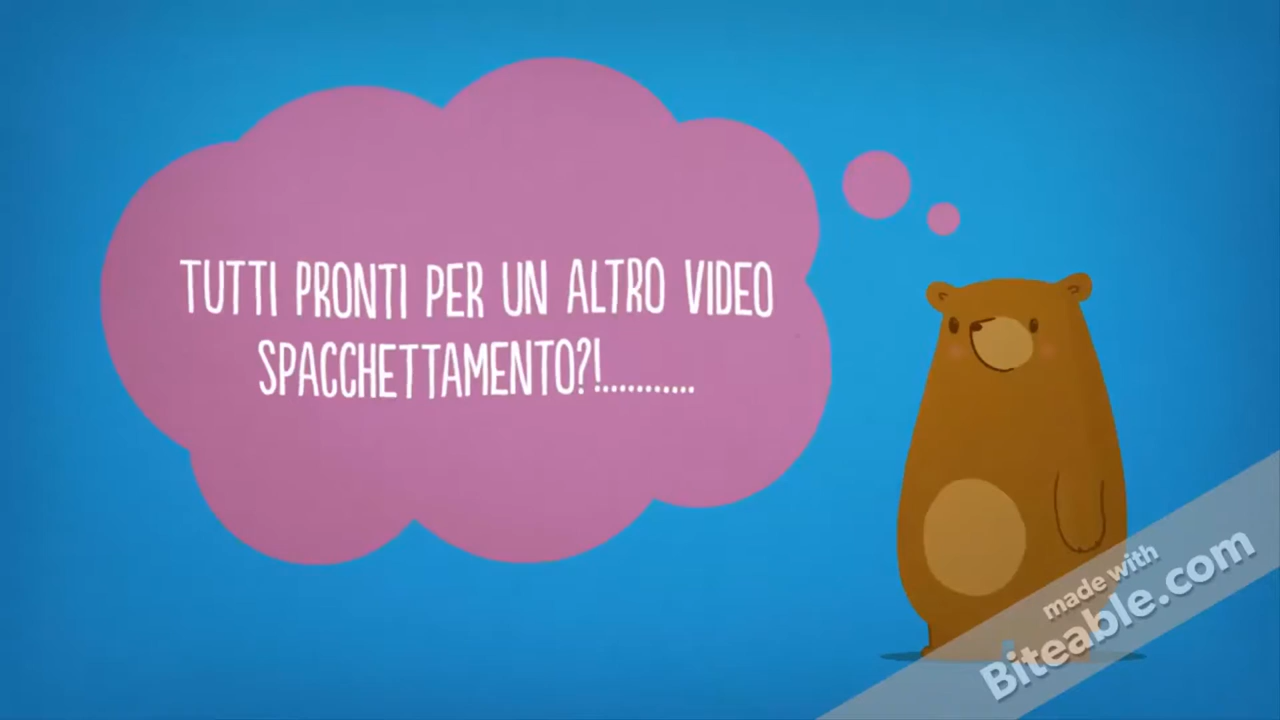 TUTTI PRONTI PER UN ALTRO VIDEO
SPACCHETTAMENTO?!...........
made with
Biteable.com